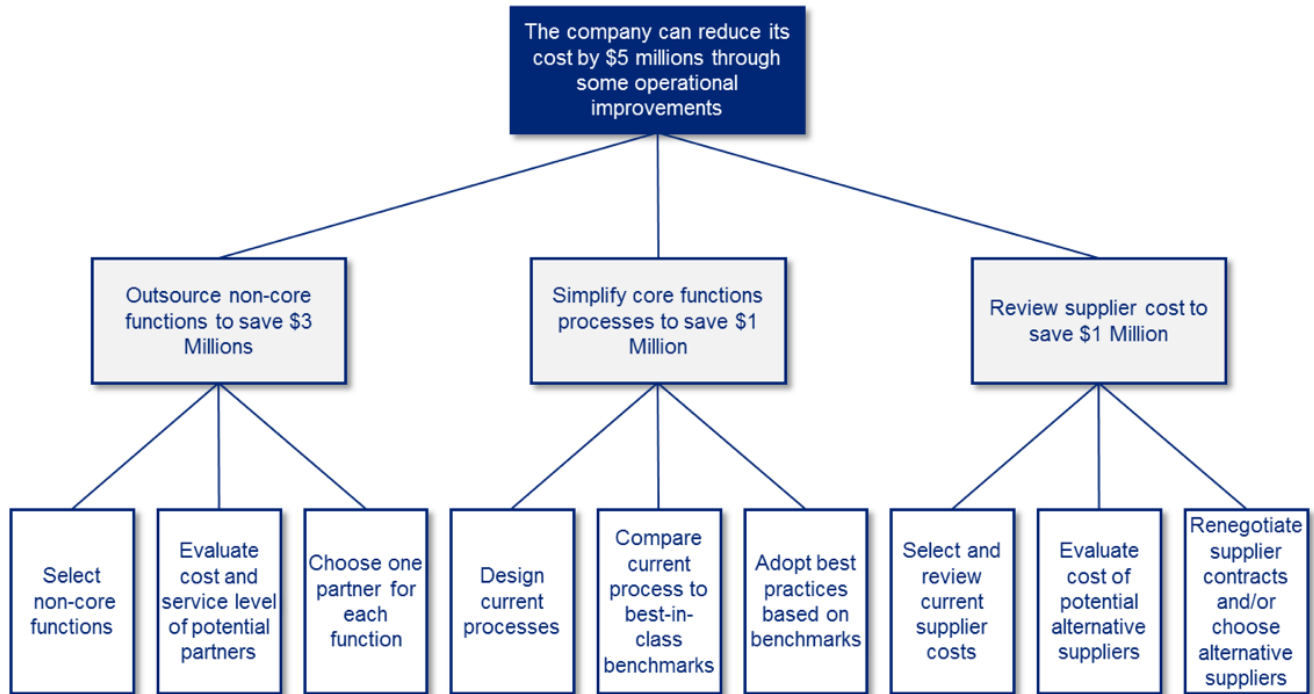 The company can reduce its
cost by $5 millions through
some operational
improvements
Outsource non-core
functions to save $3
Millions
Simplify core functions
processes to save $1
Million
Review supplier cost to
save $1 Million
Select
non-core
functions
Evaluate
cost and
service level
of potential
partners
Choose one
partner for
each
function
Design
current
processes
Compare
current
process to
best-in-
class
benchmarks
Adopt best
practices
based on
benchmarks
Select and
review
current
supplier
costs
Evaluate
cost of
potential
alternative
suppliers
Renegotiate
supplier
contracts
and/or
choose
alternative
suppliers